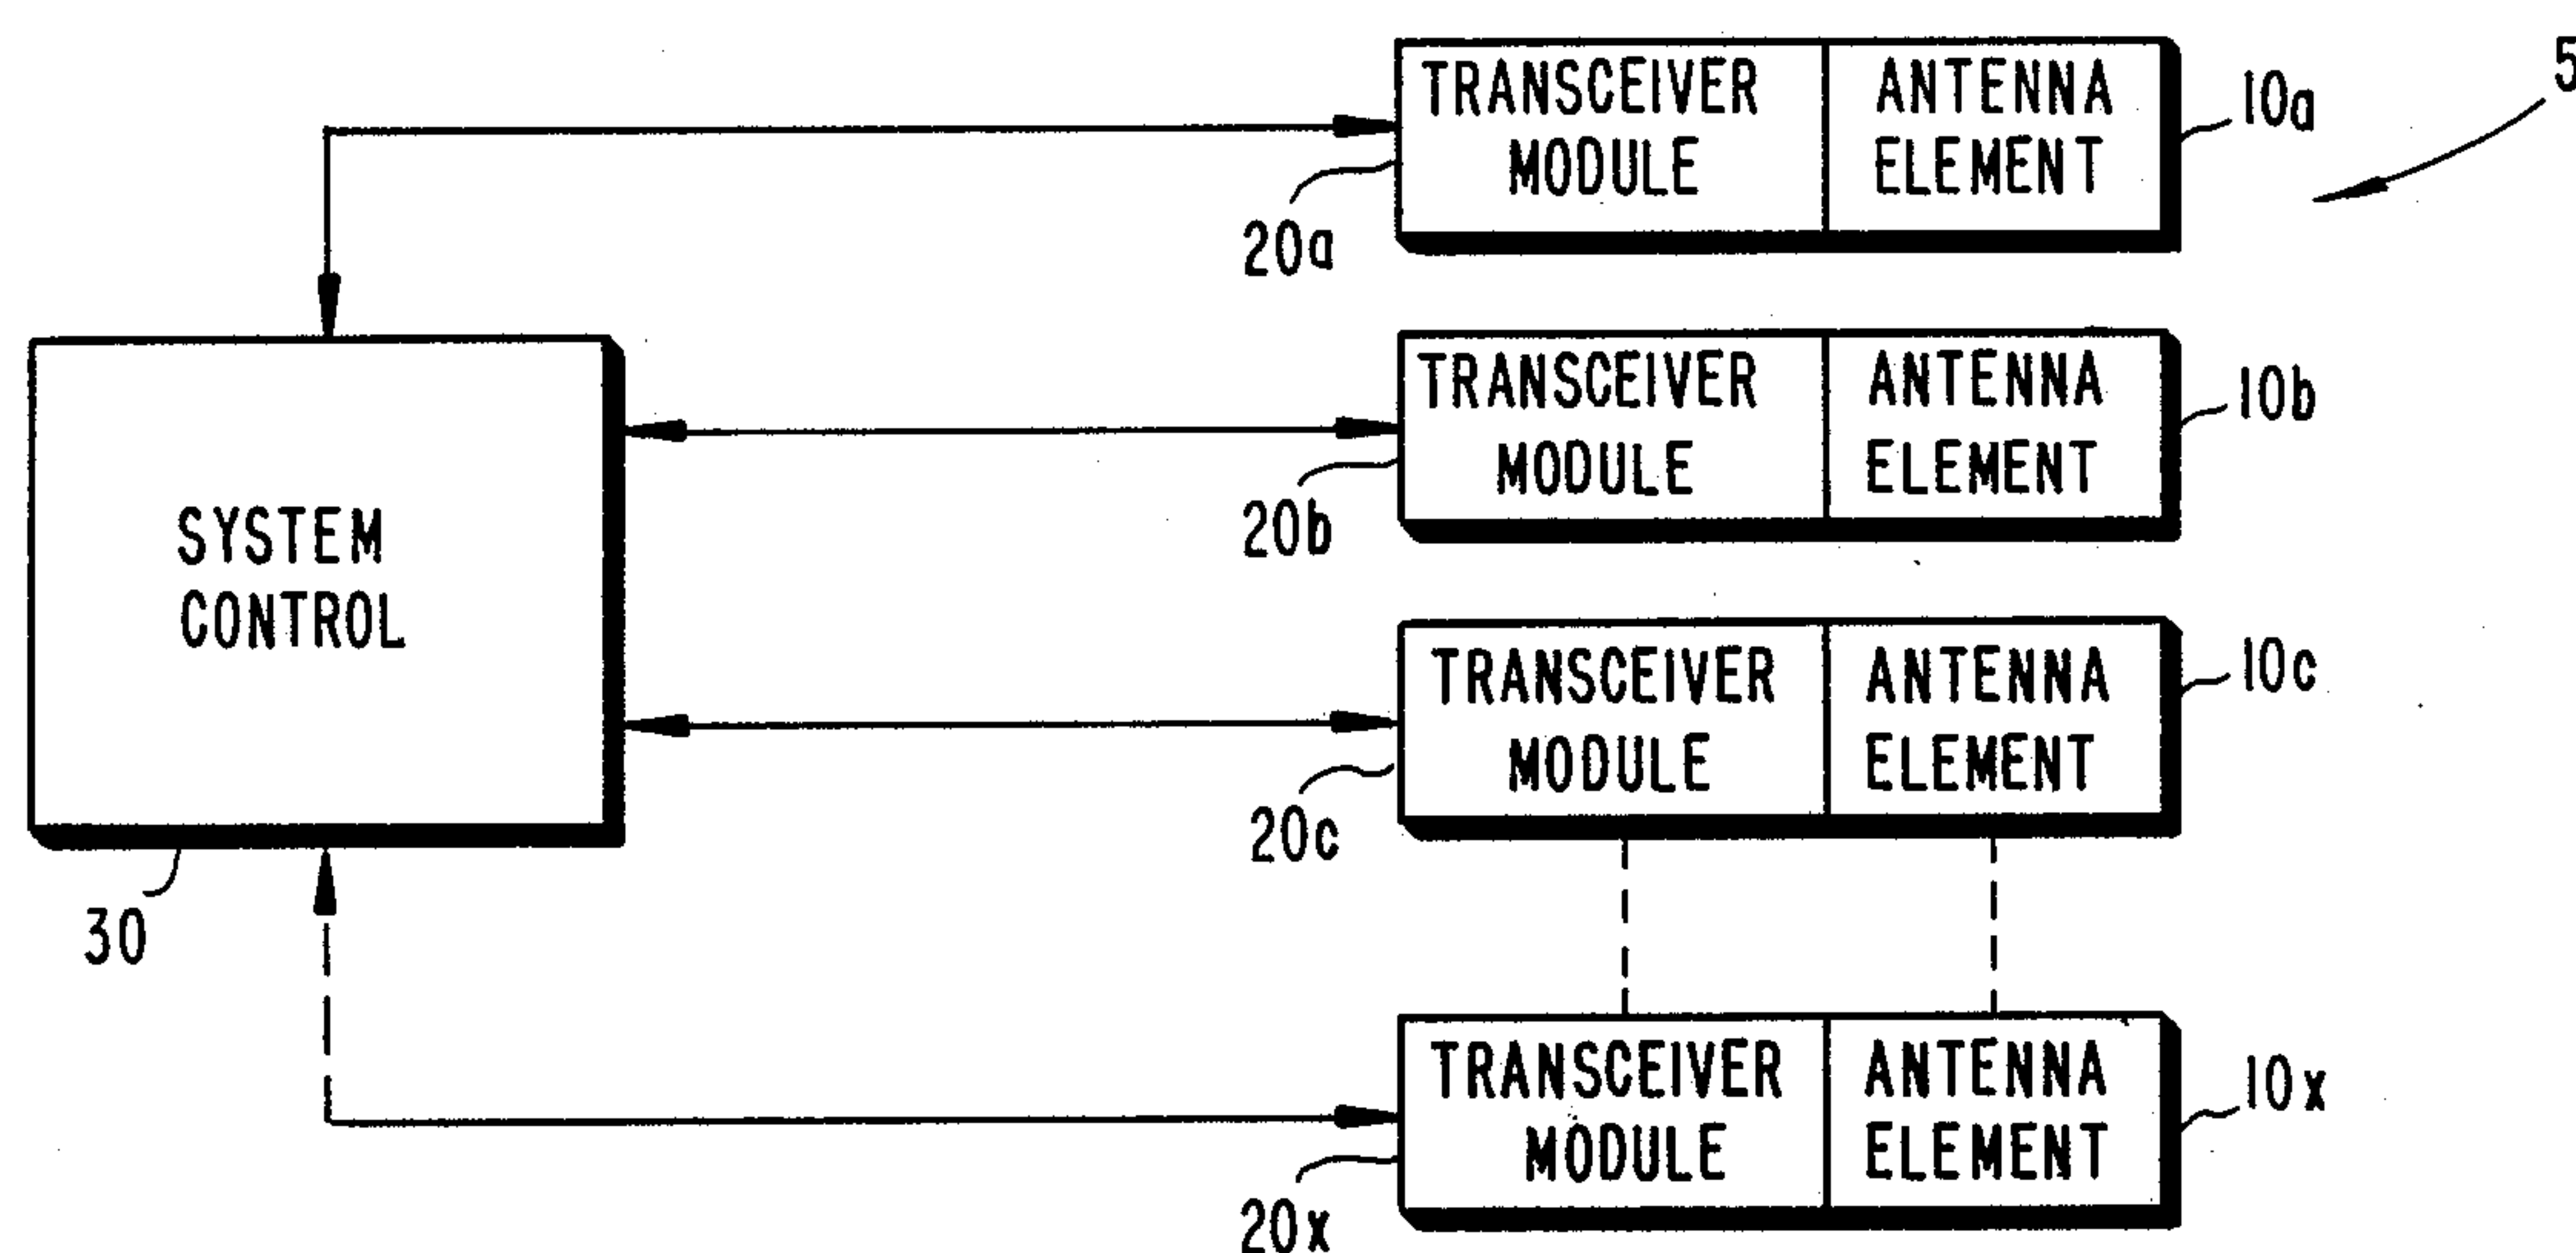 5
TRANSCEIVER
MODULE
ANTENNA
ELEMENT
10a
20a
TRANSCEIVER
MODULE
ANTENNA
ELEMENT
10b
20b
SYSTEM
CONTROL
30
TRANSCEIVER
MODULE
ANTENNA
ELEMENT
10c
20c
TRANSCEIVER
MODULE
ANTENNA
ELEMENT
10x
20x